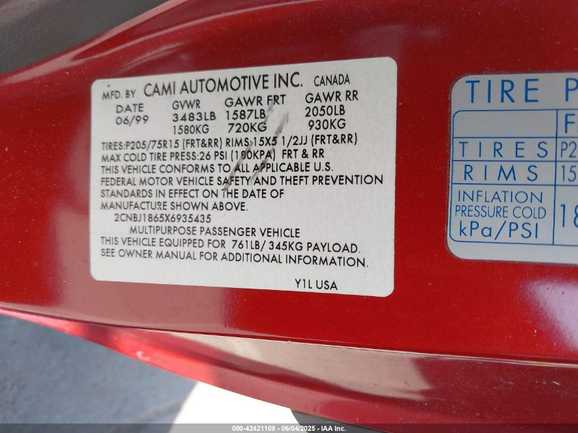 MFD. BY CAMI AUTOMOTIVE INC. CANADA
DATE GVWR GAWR FRT GAWR RR
06/99 3483LB 1587LB 2050LB
1580KG 720KG 930KG
TIRES:P205/75R15 (FRT&RR) RIMS:15X5 1/2JJ (FRT&RR)
MAX COLD TIRE PRESS:26 PSI (180KPA) FRT & RR
THIS VEHICLE CONFORMS TO ALL APPLICABLE U.S.
FEDERAL MOTOR VEHICLE SAFETY AND THEFT PREVENTION
STANDARDS IN EFFECT ON THE DATE OF
MANUFACTURE SHOWN ABOVE.
2CNBJ1865X6935435
MULTIPURPOSE PASSENGER VEHICLE
THIS VEHICLE EQUIPPED FOR 761LB/345KG PAYLOAD.
SEE OWNER MANUAL FOR ADDITIONAL INFORMATION.
Y1L USA
TIRE P
F
TIRES P2
RIMS 15
INFLATION
PRESSURE COLD
kPa/PSI 18
000-42421108 - 06/04/2025 - IAA Inc.